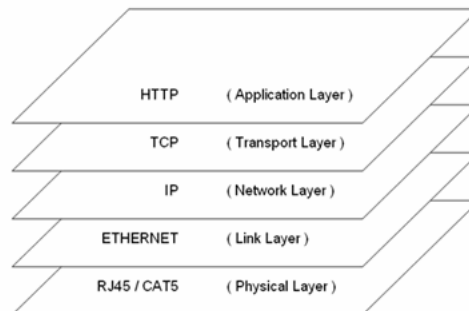 HTTP ( Application Layer )
TCP ( Transport Layer )
IP ( Network Layer )
ETHERNET ( Link Layer )
RJ45 / CAT5 ( Physical Layer )